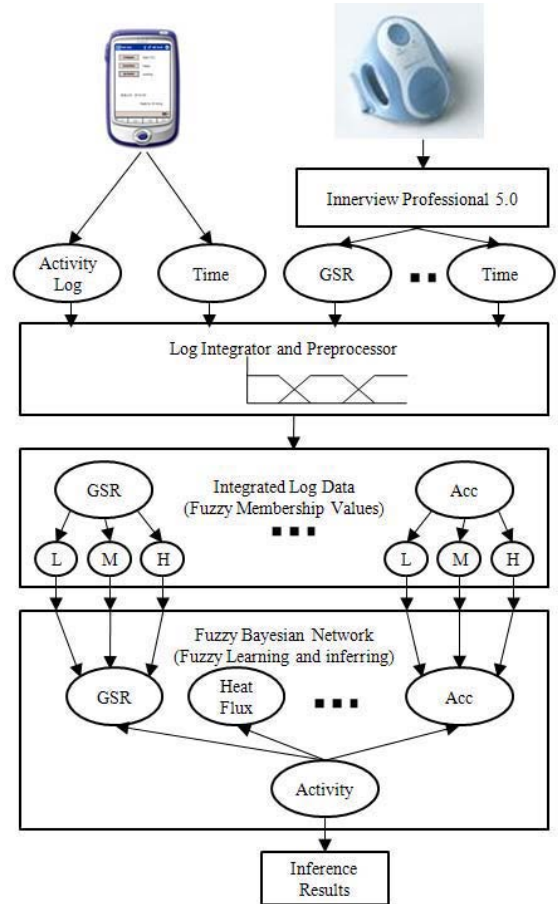 Innerview Professional 5.0
Activity
Log
Time
GSR
Time
Log Integrator and Preprocessor
GSR
Integrated Log Data
(Fuzzy Membership Values)
Acc
L
M
H
L
M
H
Fuzzy Bayesian Network
(Fuzzy Learning and inferring)
GSR
Heat
Flux
Acc
Activity
Inference
Results